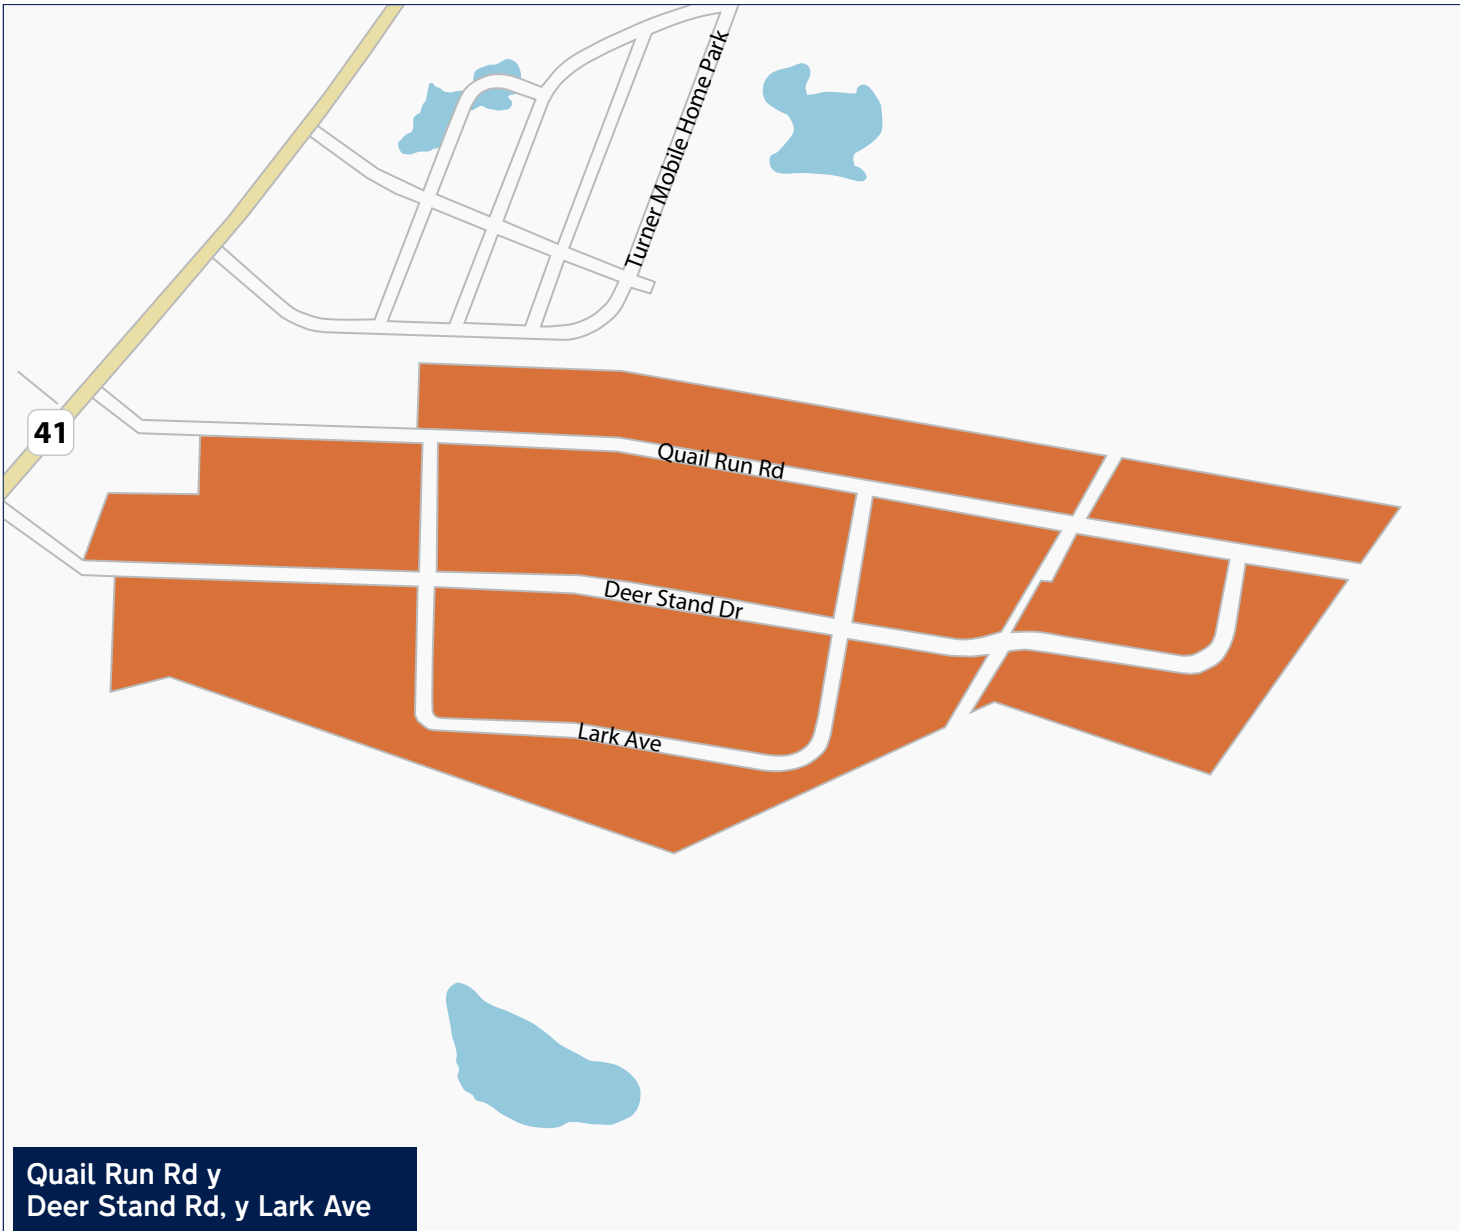 Turner Mobile Home Park
41
Quail Run Rd
Deer Stand Dr
Lark Ave
Quail Run Rd y
Deer Stand Rd, y Lark Ave